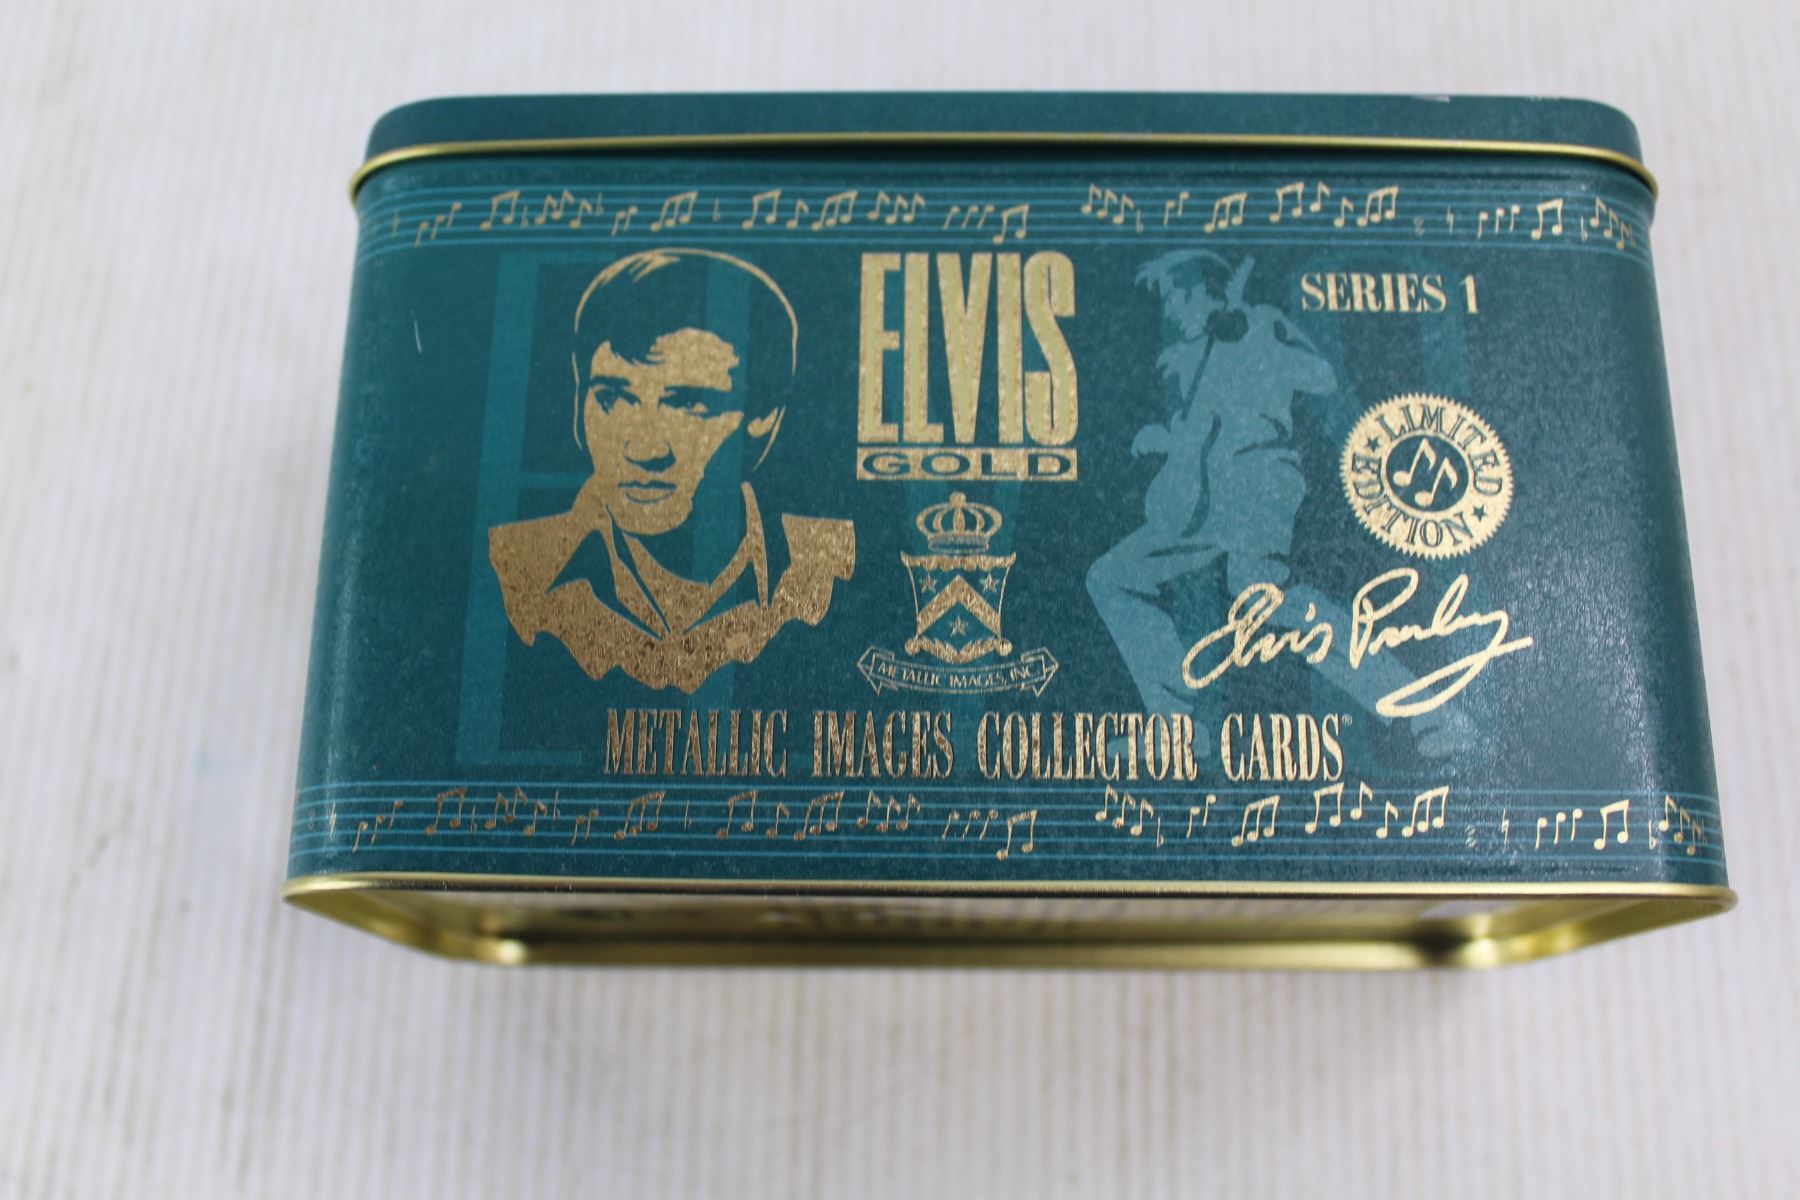 ELVIS
GOLD
SERIES 1
LIMITED
EDITION
Elvis Presley
METALLIC IMAGES, INC
METALLIC IMAGES COLLECTOR CARDS®